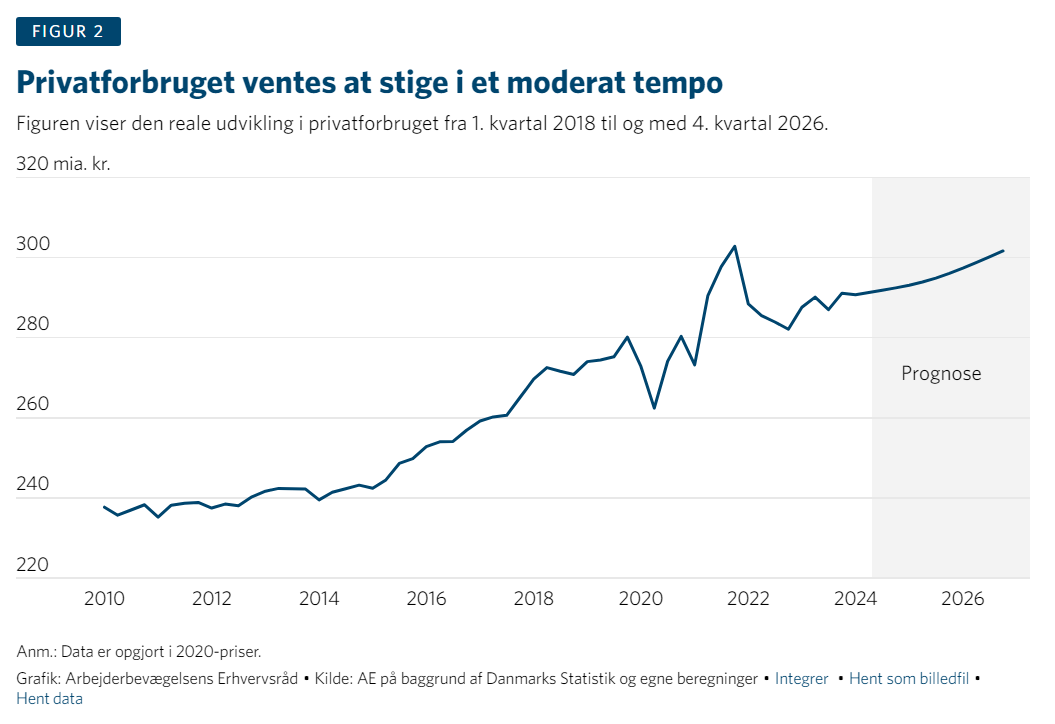 FIGUR 2
Privatforbruget ventes at stige i et moderat tempo
Figuren viser den reale udvikling i privatforbruget fra 1. kvartal 2018 til og med 4. kvartal 2026.
320 mia. kr.
300
280
260
240
220
Prognose
2010 2012 2014 2016 2018 2020 2022 2024 2026
Anm.: Data er opgjort i 2020-priser.
Grafik: Arbejderbevægelsens Erhvervsråd • Kilde: AE på baggrund af Danmarks Statistik og egne beregninger • Integrer • Hent som billedfil •
Hent data